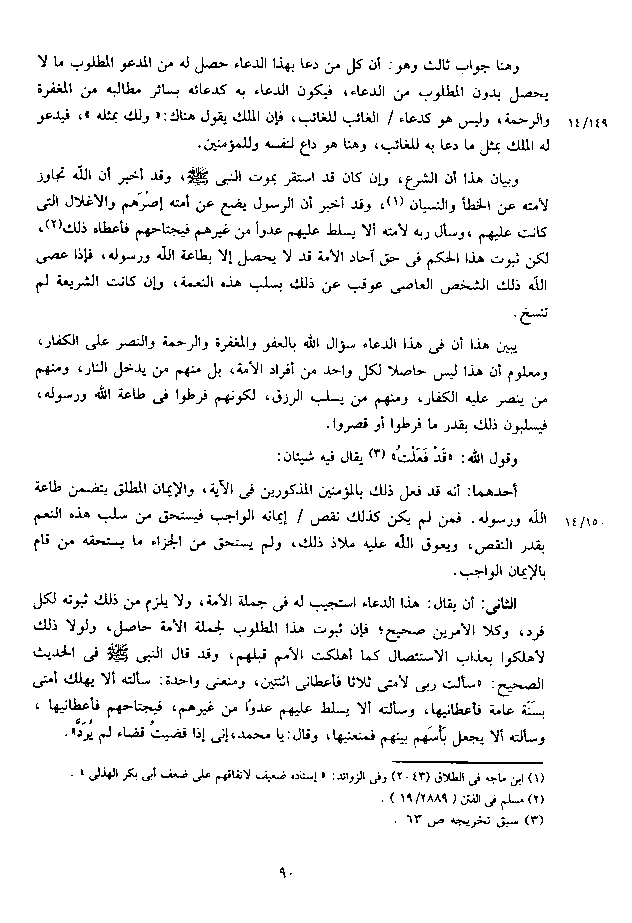 وهنا جواب ثالث وهو: أن كل من دعا بهذا الدعاء حصل له من المدعو المطلوب ما لا
يحصل بدون المطلوب من الدعاء، فيكون الدعاء به كدعائه بسائر مطالبه من المغفرة
١٤/١٤٩ والرحمة، وليس هو كدعاء / الغائب للغائب، فإن الملك يقول هناك: «ولك بمثله»، فيدعو
له الملك بمثل ما دعا به للغائب، وهنا هو داع لنفسه وللمؤمنين.
وبيان هذا أن الشرع، وإن كان قد استقر بموت النبى ﷺ، وقد أخبر أن الله تجاوز
لأمته عن الخطأ والنسيان (١)، وقد أخبر أن الرسول يضع عن أمته إصْرَهم والأغلال التى
كانت عليهم ،وسأل ربه لأمته ألا يسلط عليهم عدواً من غيرهم فيجتاحهم فأعطاه ذلك(٢)،
لكن ثبوت هذا الحكم فى حق آحاد الأمة قد لا يحصل إلا بطاعة الله ورسوله، فإذا عصى
الله ذلك الشخص العاصى عوقب عن ذلك بسلب هذه النعمة، وإن كانت الشريعة لم
تنسخ.
يبين هذا أن فى هذا الدعاء سؤال الله بالعفو والمغفرة والرحمة والنصر على الكفار،
ومعلوم أن هذا ليس حاصلا لكل واحد من أفراد الأمة، بل منهم من يدخل النار، ومنهم
من ينصر عليه الكفار، ومنهم من يسلب الرزق، لكونهم فرطوا فى طاعة الله ورسوله،
فيسلبون ذلك بقدر ما فرطوا أو قصروا.
وقول الله: «قَدْ فَعَلْتُ» (٣) يقال فيه شيئان:
أحدهما: أنه قد فعل ذلك بالمؤمنين المذكورين فى الآية، والإيمان المطلق يتضمن طاعة
١٤/١٥٠ الله ورسوله. فمن لم يكن كذلك نقص / إيمانه الواجب فيستحق من سلب هذه النعم
بقدر النقص، ويعوق الله عليه ملاذ ذلك، ولم يستحق من الجزاء ما يستحقه من قام
بالإيمان الواجب.
الثانى: أن يقال: هذا الدعاء استجيب له فى جملة الأمة، ولا يلزم من ذلك ثبوته لكل
فرد، وكلا الأمرين صحيح؛ فإن ثبوت هذا المطلوب لجملة الأمة حاصل، ولولا ذلك
لأهلكوا بعذاب الاستئصال كما أهلكت الأمم قبلهم، وقد قال النبى ﷺ فى الحديث
الصحيح: «سألت ربى لأمتى ثلاثا فأعطانى اثنتين، ومنعنى واحدة: سألته ألا يهلك أمتى
بسَنَة عامة فأعطانيها، وسألته ألا يسلط عليهم عدوًا من غيرهم، فيجتاحهم فأعطانيها ،
وسألته ألا يجعل بأسَهم بينهم فمنعنيها، وقال: يا محمد،إنى إذا قضيتُ قضاء لم يُرَدَّ».
(١) ابن ماجه فى الطلاق (٢٠٤٣) وفى الزوائد: « إسناده ضعيف لاتفاقهم على ضعف أبى بكر الهذلى » .
(٢) مسلم فى الفتن ( ١٩/٢٨٨٩ ) .
(٣) سبق تخريجه ص ٦٣ .
٩٠